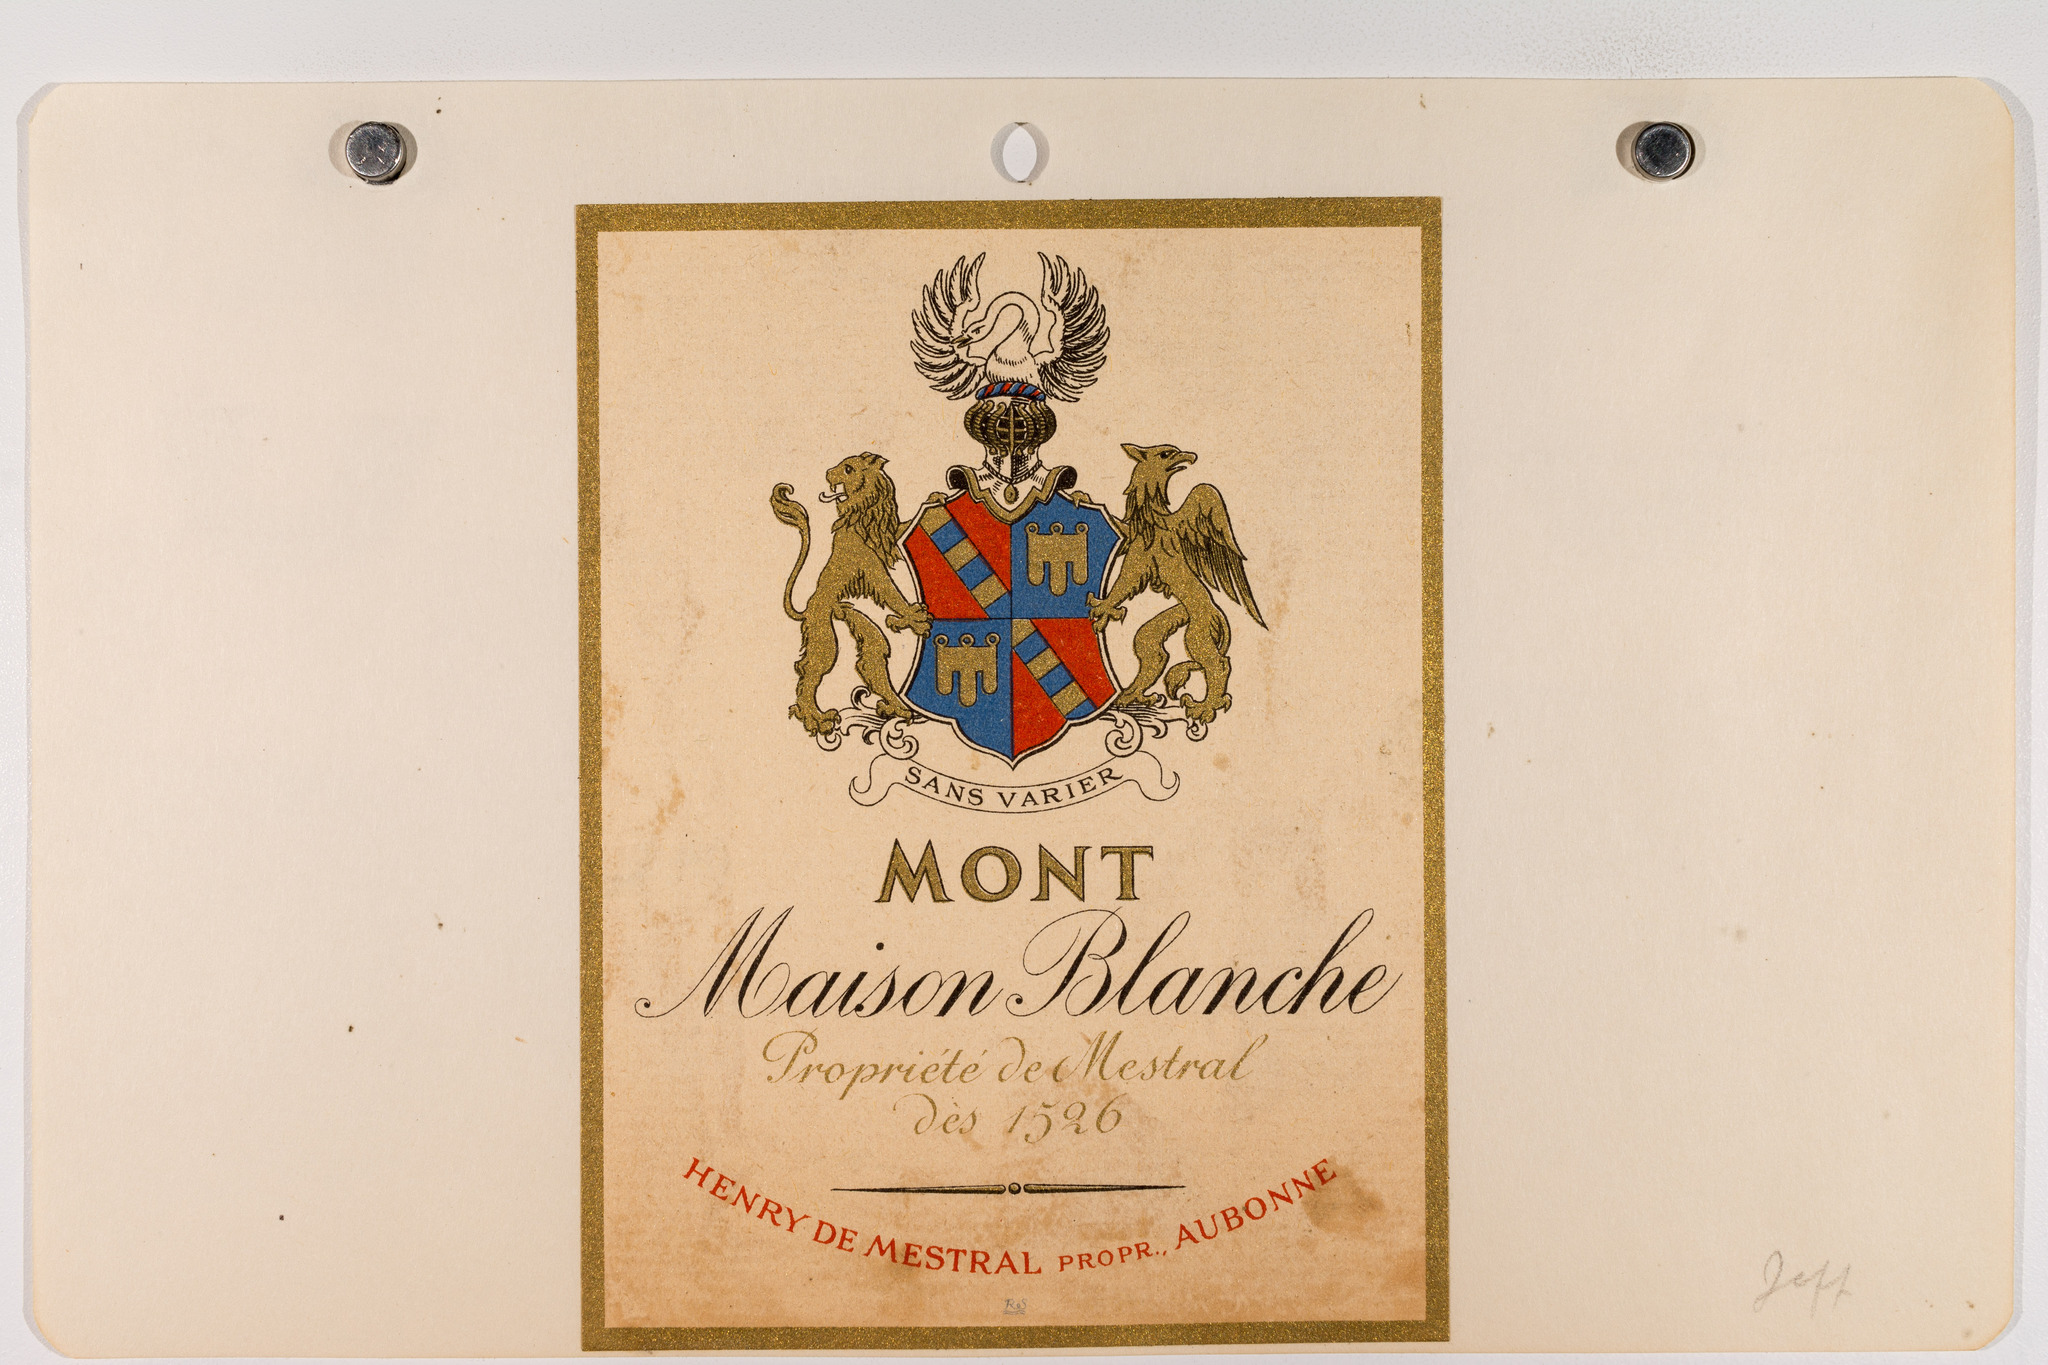 SANS VARIER
MONT
Maison Blanche
Propriété de Mestral
dès 1526
HENRY DE MESTRAL PROPR., AUBONNE
R&S